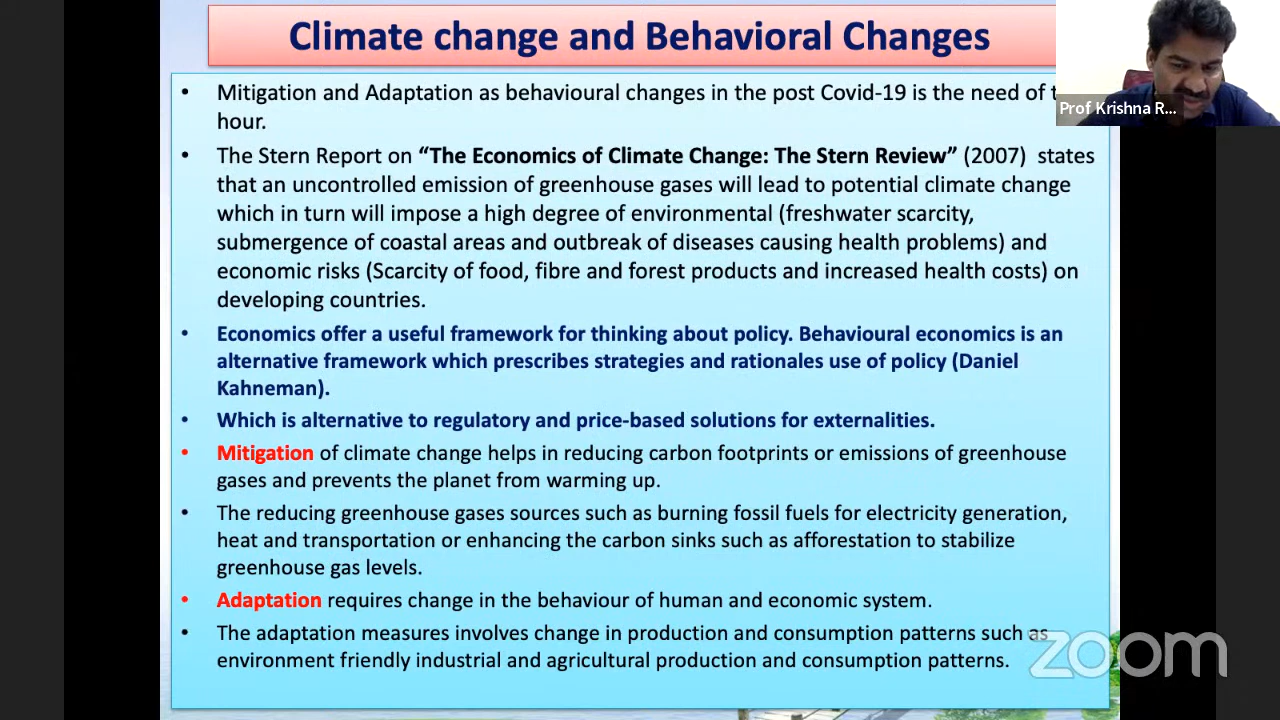 Climate change and Behavioral Changes
• Mitigation and Adaptation as behavioural changes in the post Covid-19 is the need of
hour.
• The Stern Report on “The Economics of Climate Change: The Stern Review” (2007) states
that an uncontrolled emission of greenhouse gases will lead to potential climate change
which in turn will impose a high degree of environmental (freshwater scarcity,
submergence of coastal areas and outbreak of diseases causing health problems) and
economic risks (Scarcity of food, fibre and forest products and increased health costs) on
developing countries.
• Economics offer a useful framework for thinking about policy. Behavioural economics is an
alternative framework which prescribes strategies and rationales use of policy (Daniel
Kahneman).
• Which is alternative to regulatory and price-based solutions for externalities.
• Mitigation of climate change helps in reducing carbon footprints or emissions of greenhouse
gases and prevents the planet from warming up.
• The reducing greenhouse gases sources such as burning fossil fuels for electricity generation,
heat and transportation or enhancing the carbon sinks such as afforestation to stabilize
greenhouse gas levels.
• Adaptation requires change in the behaviour of human and economic system.
• The adaptation measures involves change in production and consumption patterns such as
environment friendly industrial and agricultural production and consumption patterns.
Prof Krishna R...
zoom